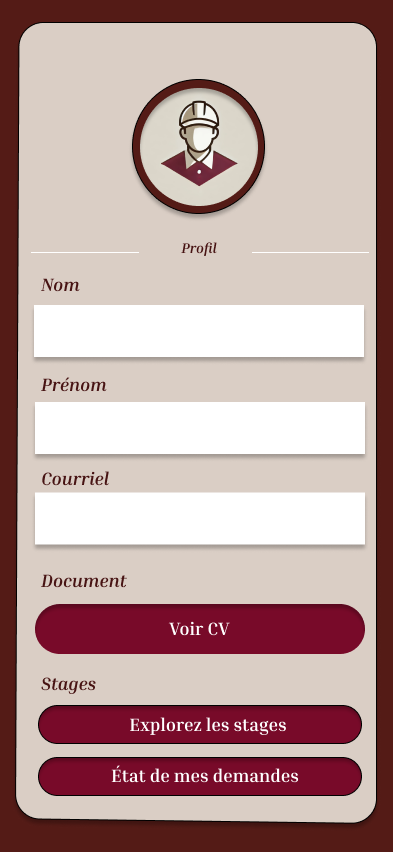 Profil
Nom
Prénom
Courriel
Document
Voir CV
Stages
Explorez les stages
État de mes demandes